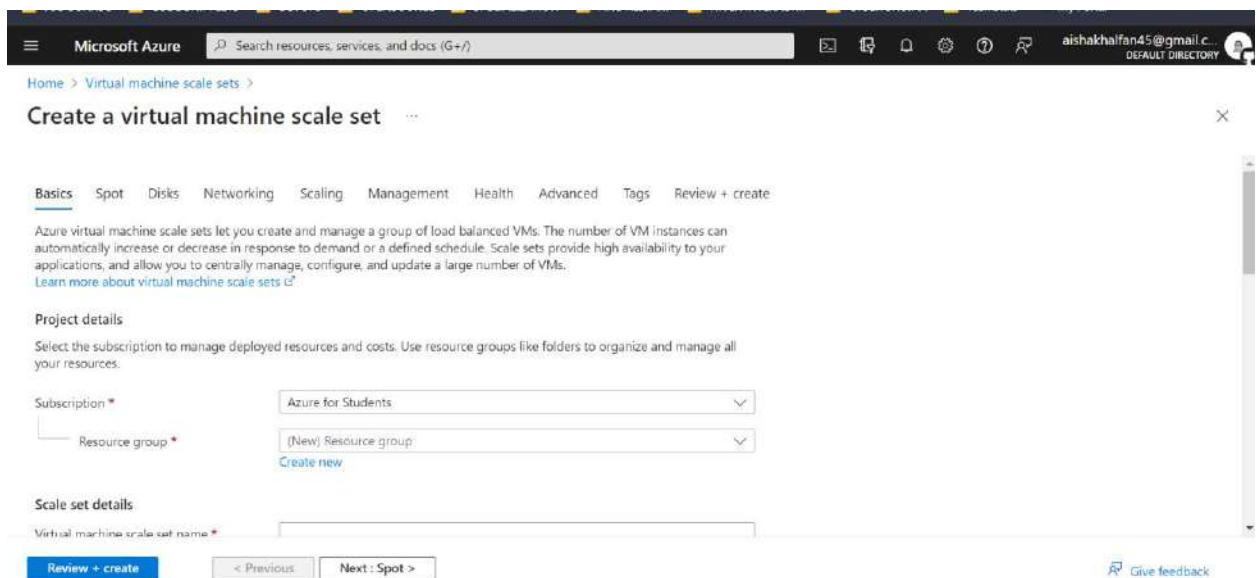 Microsoft Azure
Search resources, services, and docs (G+/)
aishakhalfan45@gmail.c...
DEFAULT DIRECTORY
Home > Virtual machine scale sets >
Create a virtual machine scale set ...
Basics Spot Disks Networking Scaling Management Health Advanced Tags Review + create
Azure virtual machine scale sets let you create and manage a group of load balanced VMs. The number of VM instances can
automatically increase or decrease in response to demand or a defined schedule. Scale sets provide high availability to your
applications, and allow you to centrally manage, configure, and update a large number of VMs.
Learn more about virtual machine scale sets
Project details
Select the subscription to manage deployed resources and costs. Use resource groups like folders to organize and manage all
your resources.
Subscription *
Azure for Students
Resource group *
(New) Resource group
Create new
Scale set details
Virtual machine scale set name *
Review + create
< Previous
Next : Spot >
Give feedback